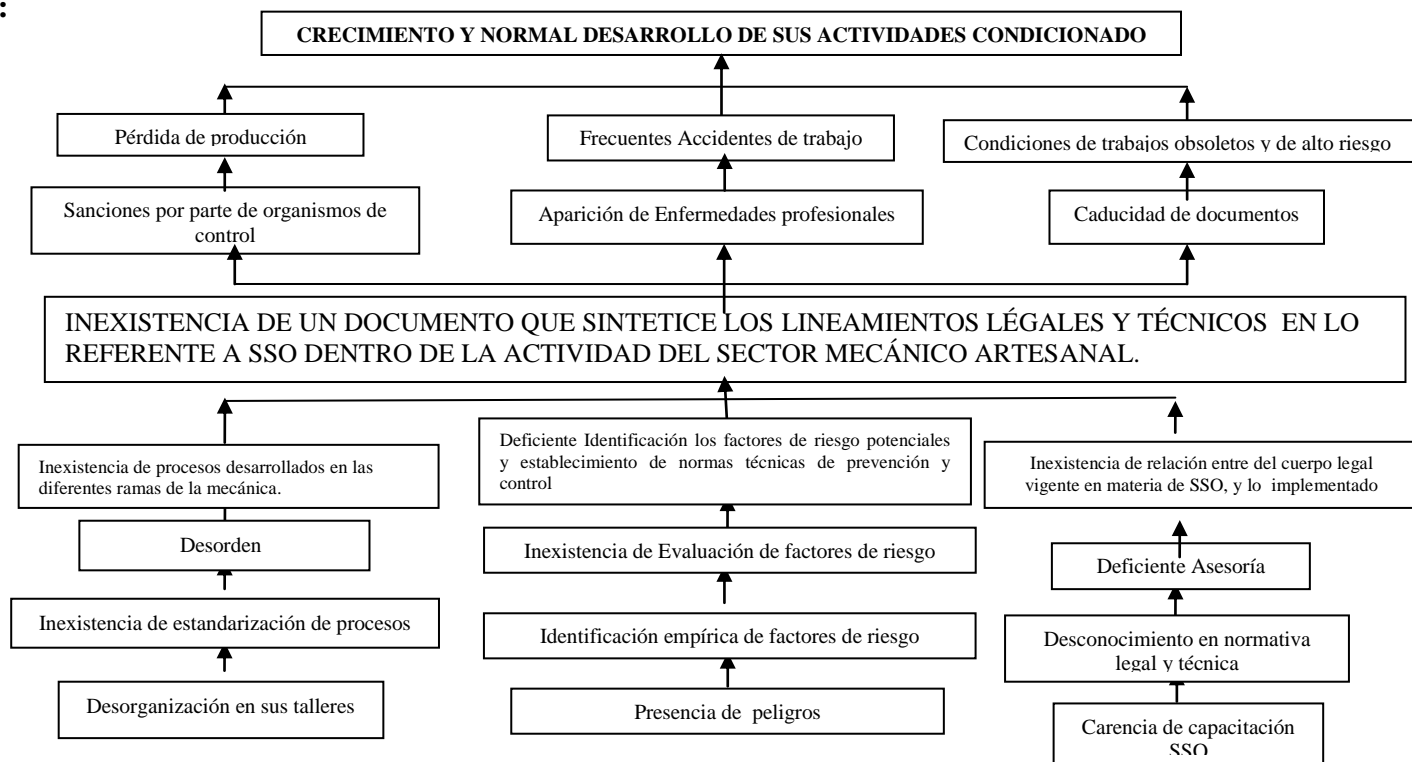 :
CRECIMIENTO Y NORMAL DESARROLLO DE SUS ACTIVIDADES CONDICIONADO
Pérdida de producción
Frecuentes Accidentes de trabajo
Condiciones de trabajos obsoletos y de alto riesgo
Sanciones por parte de organismos de
control
Aparición de Enfermedades profesionales
Caducidad de documentos
INEXISTENCIA DE UN DOCUMENTO QUE SINTETICE LOS LINEAMIENTOS LÉGALES Y TÉCNICOS EN LO
REFERENTE A SSO DENTRO DE LA ACTIVIDAD DEL SECTOR MECÁNICO ARTESANAL.
Inexistencia de procesos desarrollados en las
diferentes ramas de la mecánica.
Deficiente Identificación los factores de riesgo potenciales
y establecimiento de normas técnicas de prevención y
control
Inexistencia de relación entre del cuerpo legal
vigente en materia de SSO, y lo implementado
Desorden
Inexistencia de Evaluación de factores de riesgo
Deficiente Asesoría
Inexistencia de estandarización de procesos
Identificación empírica de factores de riesgo
Desconocimiento en normativa
legal y técnica
Desorganización en sus talleres
Presencia de peligros
Carencia de capacitación
SSO